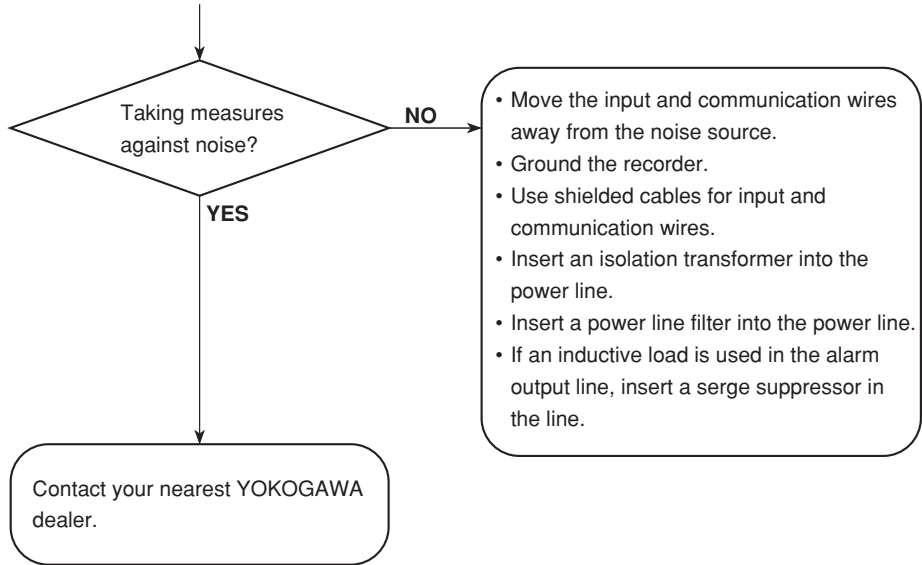 Taking measures
against noise?
NO
YES
• Move the input and communication wires
away from the noise source.
• Ground the recorder.
• Use shielded cables for input and
communication wires.
• Insert an isolation transformer into the
power line.
• Insert a power line filter into the power line.
• If an inductive load is used in the alarm
output line, insert a serge suppressor in
the line.
Contact your nearest YOKOGAWA
dealer.